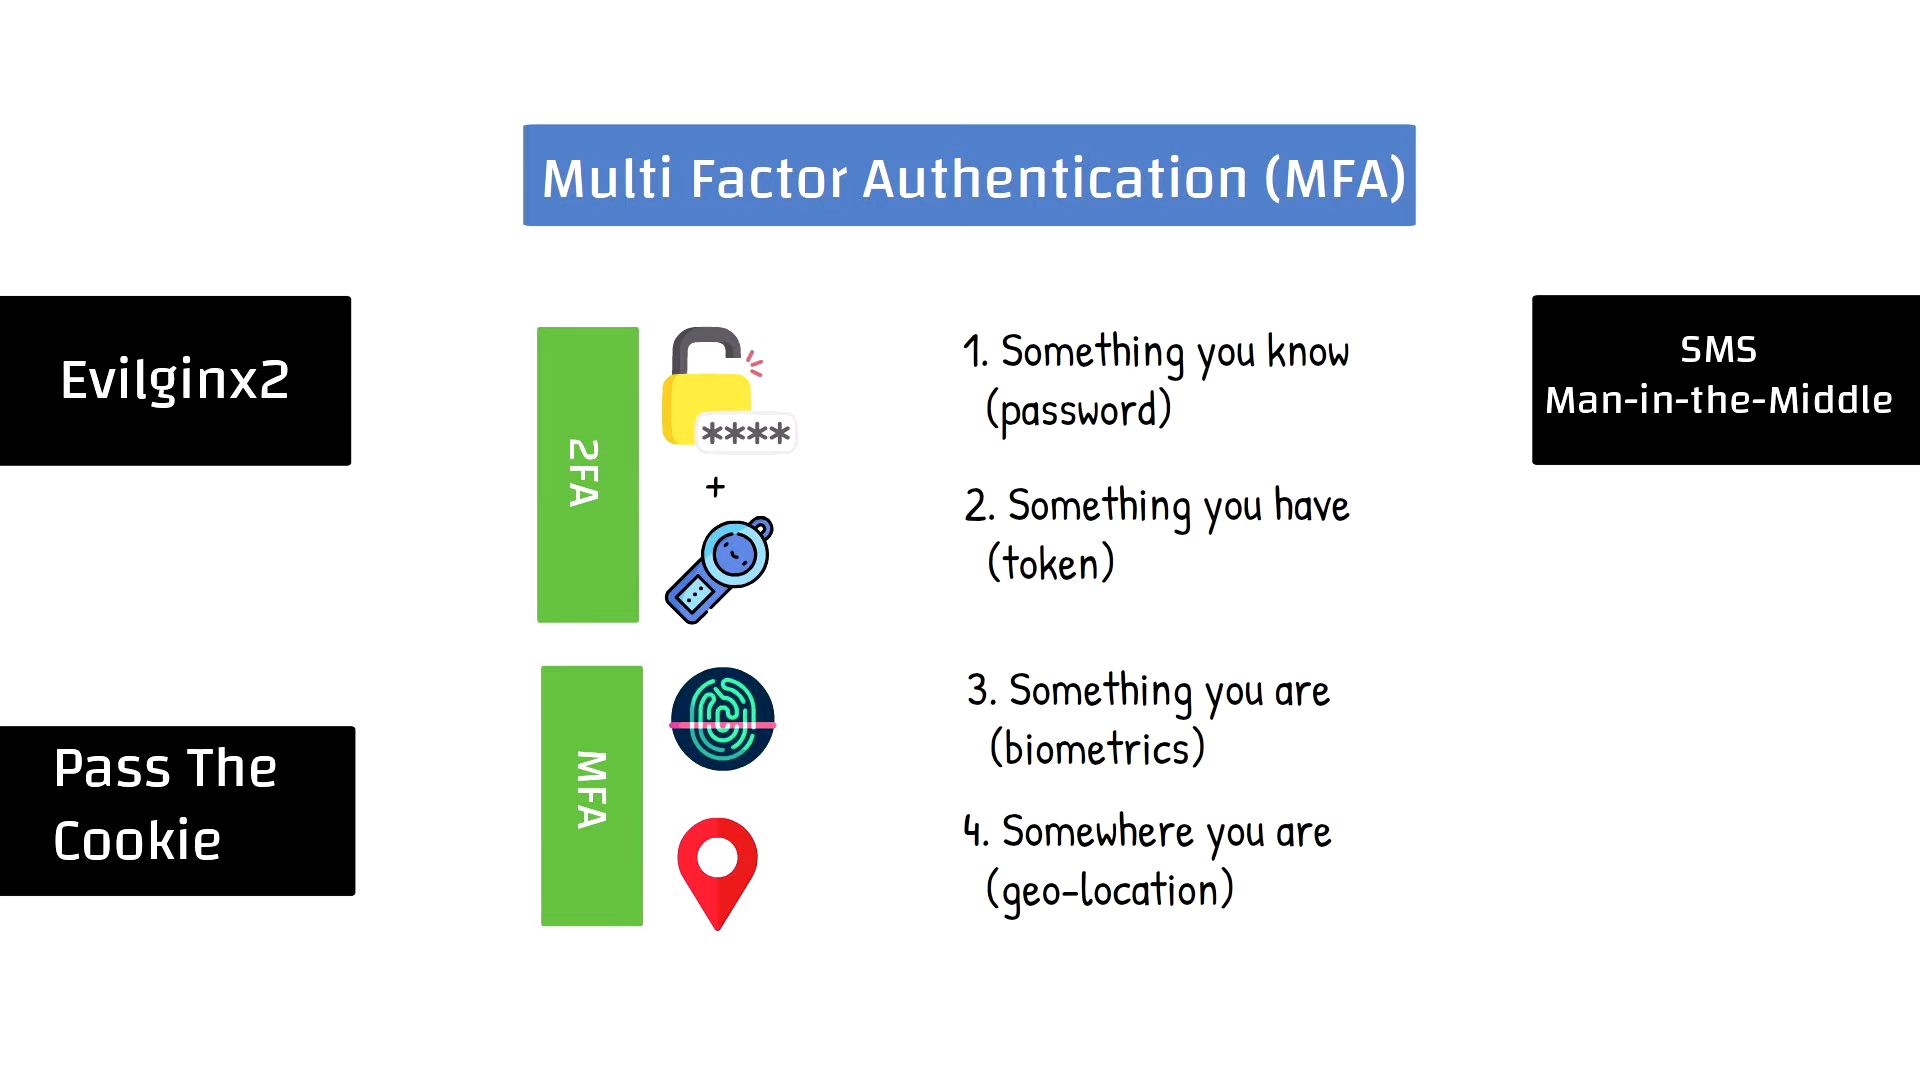 Multi Factor Authentication (MFA)
Evilginx2
SMS
Man-in-the-Middle
2FA
****
+
1. Something you know
(password)
2. Something you have
(token)
Pass The
Cookie
MFA
3. Something you are
(biometrics)
4. Somewhere you are
(geo-location)